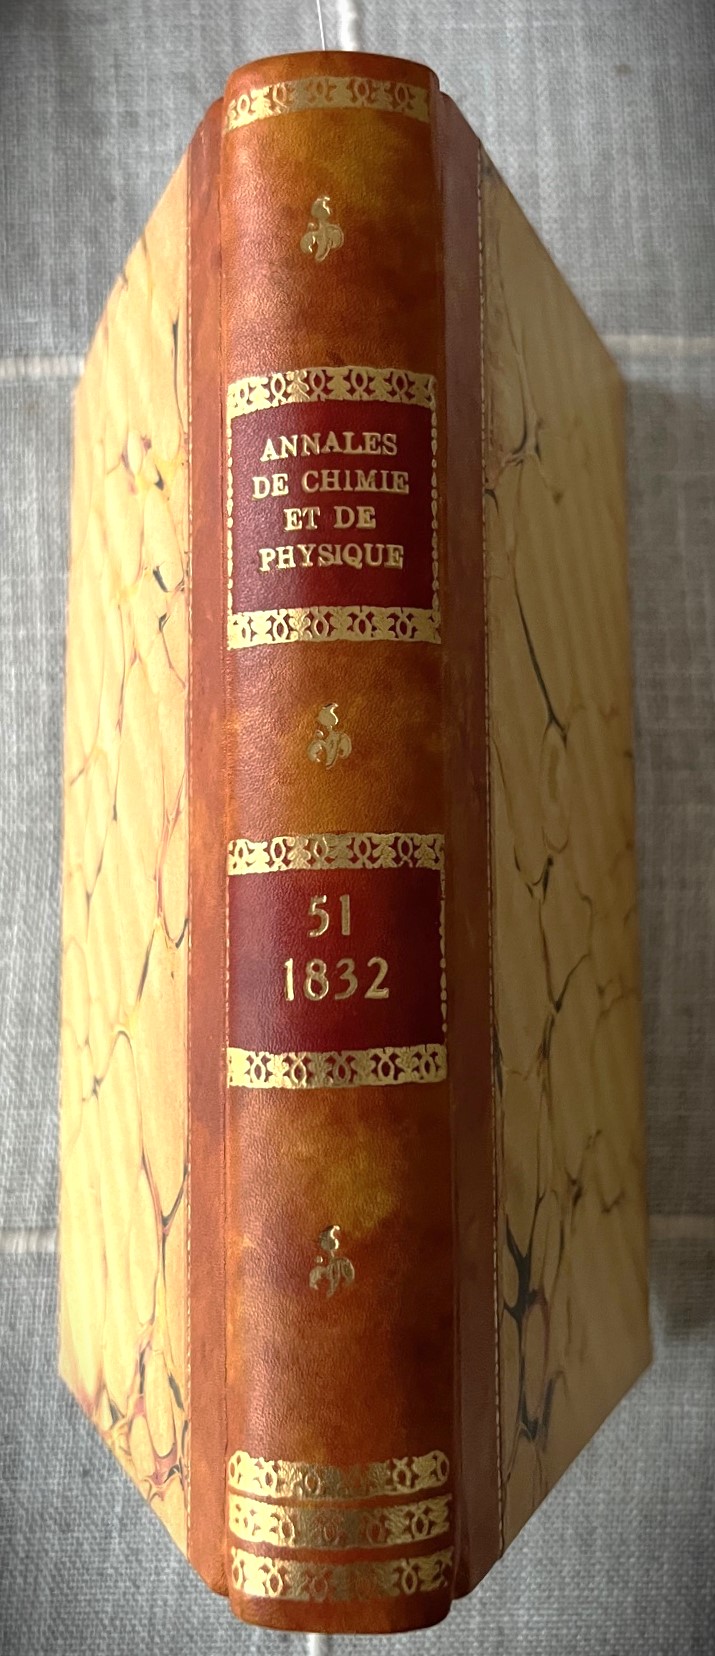 ANNALES
DE CHIMIE
ET DE
PHYSIQUE
51
1832